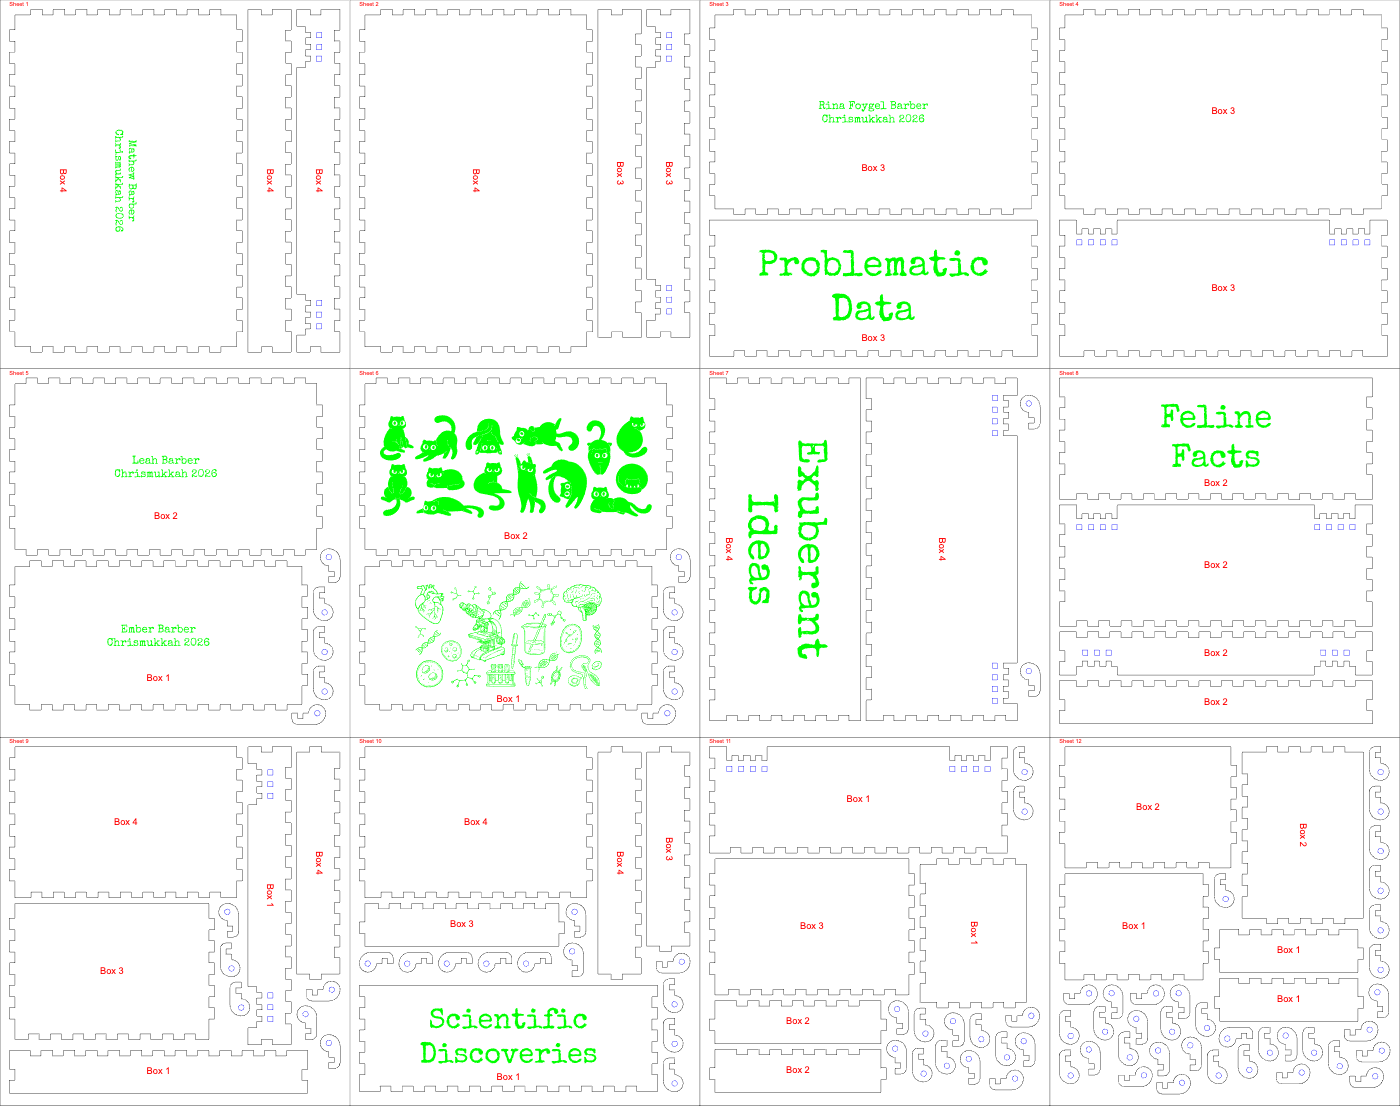 Sheet 1
Mathew Barber
Chrismukkah 2026
Box 4
Box 4
Box 4
Sheet 2
Box 4
Box 3
Box 3
Sheet 3
Rina Foygel Barber
Chrismukkah 2026
Box 3
Problematic
Data
Box 3
Sheet 4
Box 3
Box 3
Sheet 5
Leah Barber
Chrismukkah 2026
Box 2
Ember Barber
Chrismukkah 2026
Box 1
Sheet 6
Box 2
Box 1
Sheet 7
Exuberant
Ideas
Box 4
Box 4
Sheet 8
Feline
Facts
Box 2
Box 2
Box 2
Box 2
Sheet 9
Box 4
Box 1
Box 4
Box 3
Box 1
Sheet 10
Box 4
Box 4
Box 3
Box 3
Scientific
Discoveries
Box 1
Sheet 11
Box 1
Box 3
Box 1
Box 2
Box 2
Sheet 12
Box 2
Box 2
Box 1
Box 1
Box 1